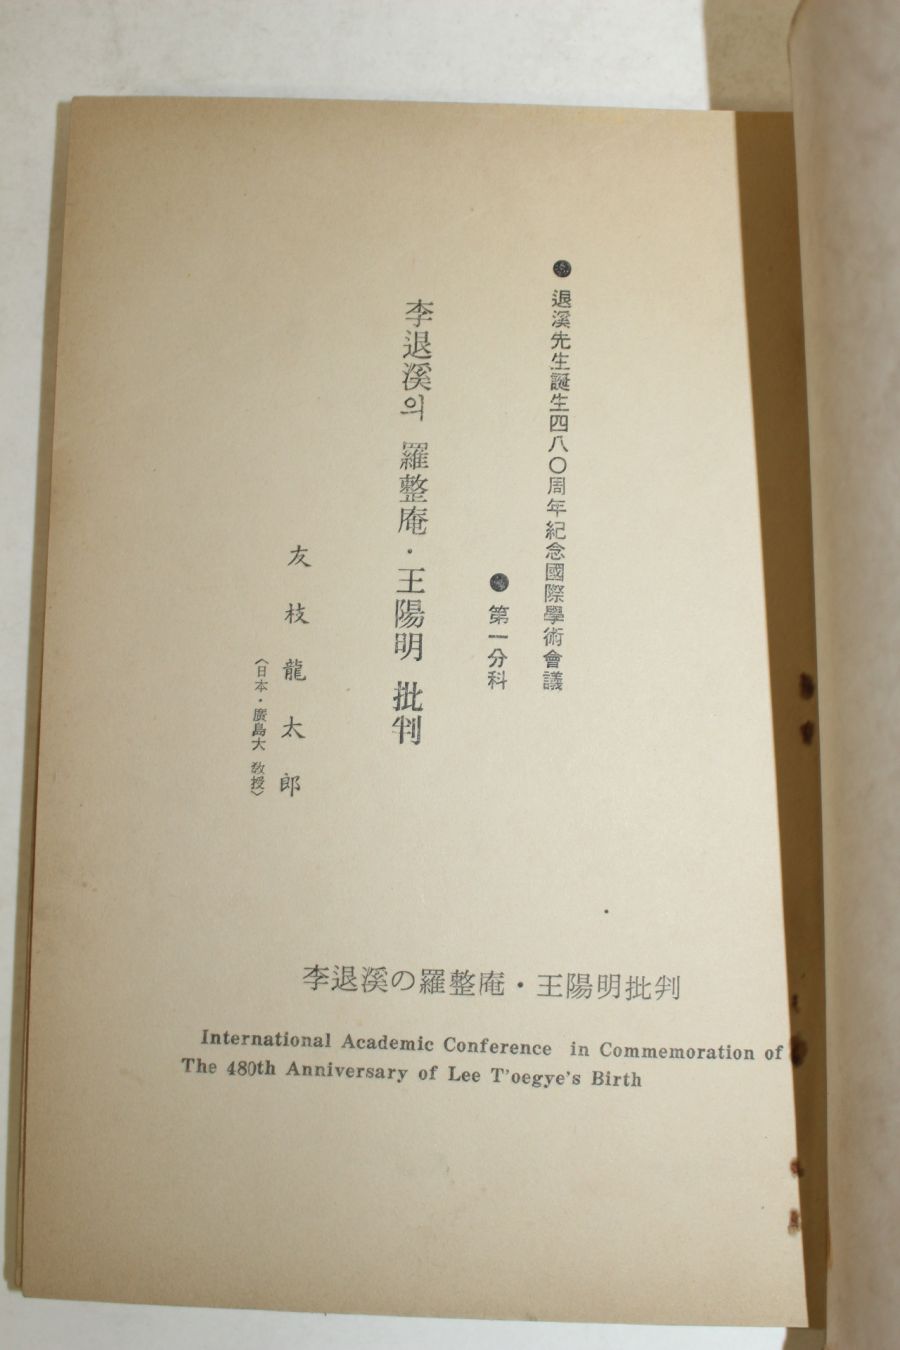 ●退溪先生誕生四八〇周年紀念國際學術會議
●第一分科
李退溪의 羅整庵·王陽明 批判
友枝龍太郎
〈日本·廣島大 敎授〉
李退溪の羅整庵・王陽明批判
International Academic Conference in Commemoration of
The 480th Anniversary of Lee T'oegye's Birth